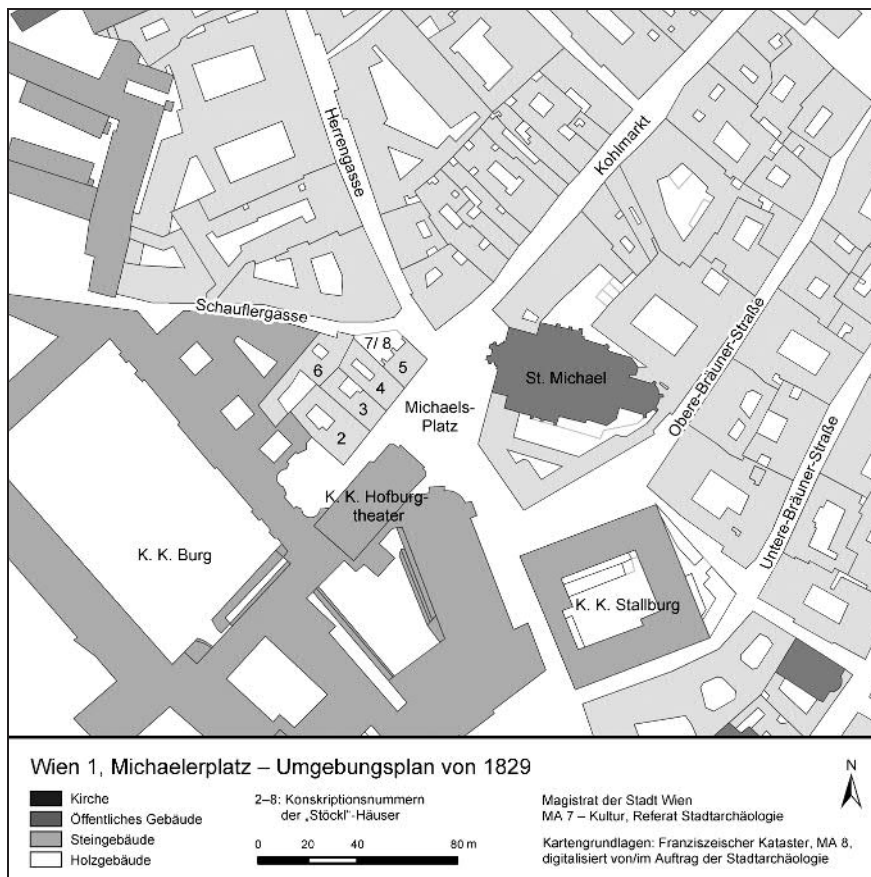 Herrengasse
Kohlmarkt
Schauflergasse
7/ 8
6
5
4
3
2
St. Michael
Michaels-
Platz
Obere-Bräuner-Straße
K. K. Hofburg-
theater
Untere-Bräuner-Straße
K. K. Burg
K. K. Stallburg
Wien 1, Michaelerplatz – Umgebungsplan von 1829
Kirche
Öffentliches Gebäude
Steingebäude
Holzgebäude
2–8: Konskriptionsnummern
der „Stöckl“-Häuser
0 40 80 m
Magistrat der Stadt Wien
MA 7 – Kultur, Referat Stadtarchäologie
Kartengrundlagen: Franziszeischer Kataster, MA 8,
digitalisiert von/im Auftrag der Stadtarchäologie
N